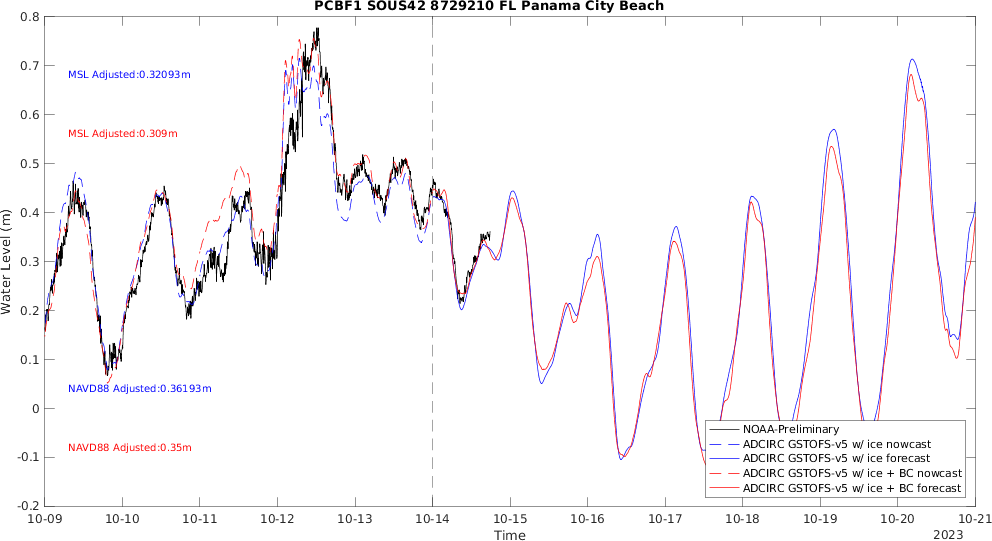 PCBF1 SOUS42 8729210 FL Panama City Beach
0.8
0.7
0.6
0.5
0.4
0.3
0.2
0.1
0
-0.1
-0.2
Water Level (m)
MSL Adjusted:0.32093m
MSL Adjusted:0.309m
NAVD88 Adjusted:0.36193m
NAVD88 Adjusted:0.35m
NOAA-Preliminary
ADCIRC GSTOFS-v5 w/ ice nowcast
ADCIRC GSTOFS-v5 w/ ice forecast
ADCIRC GSTOFS-v5 w/ ice + BC nowcast
ADCIRC GSTOFS-v5 w/ ice + BC forecast
10-09 10-10 10-11 10-12 10-13 10-14 10-15 10-16 10-17 10-18 10-19 10-20 10-21
Time
2023